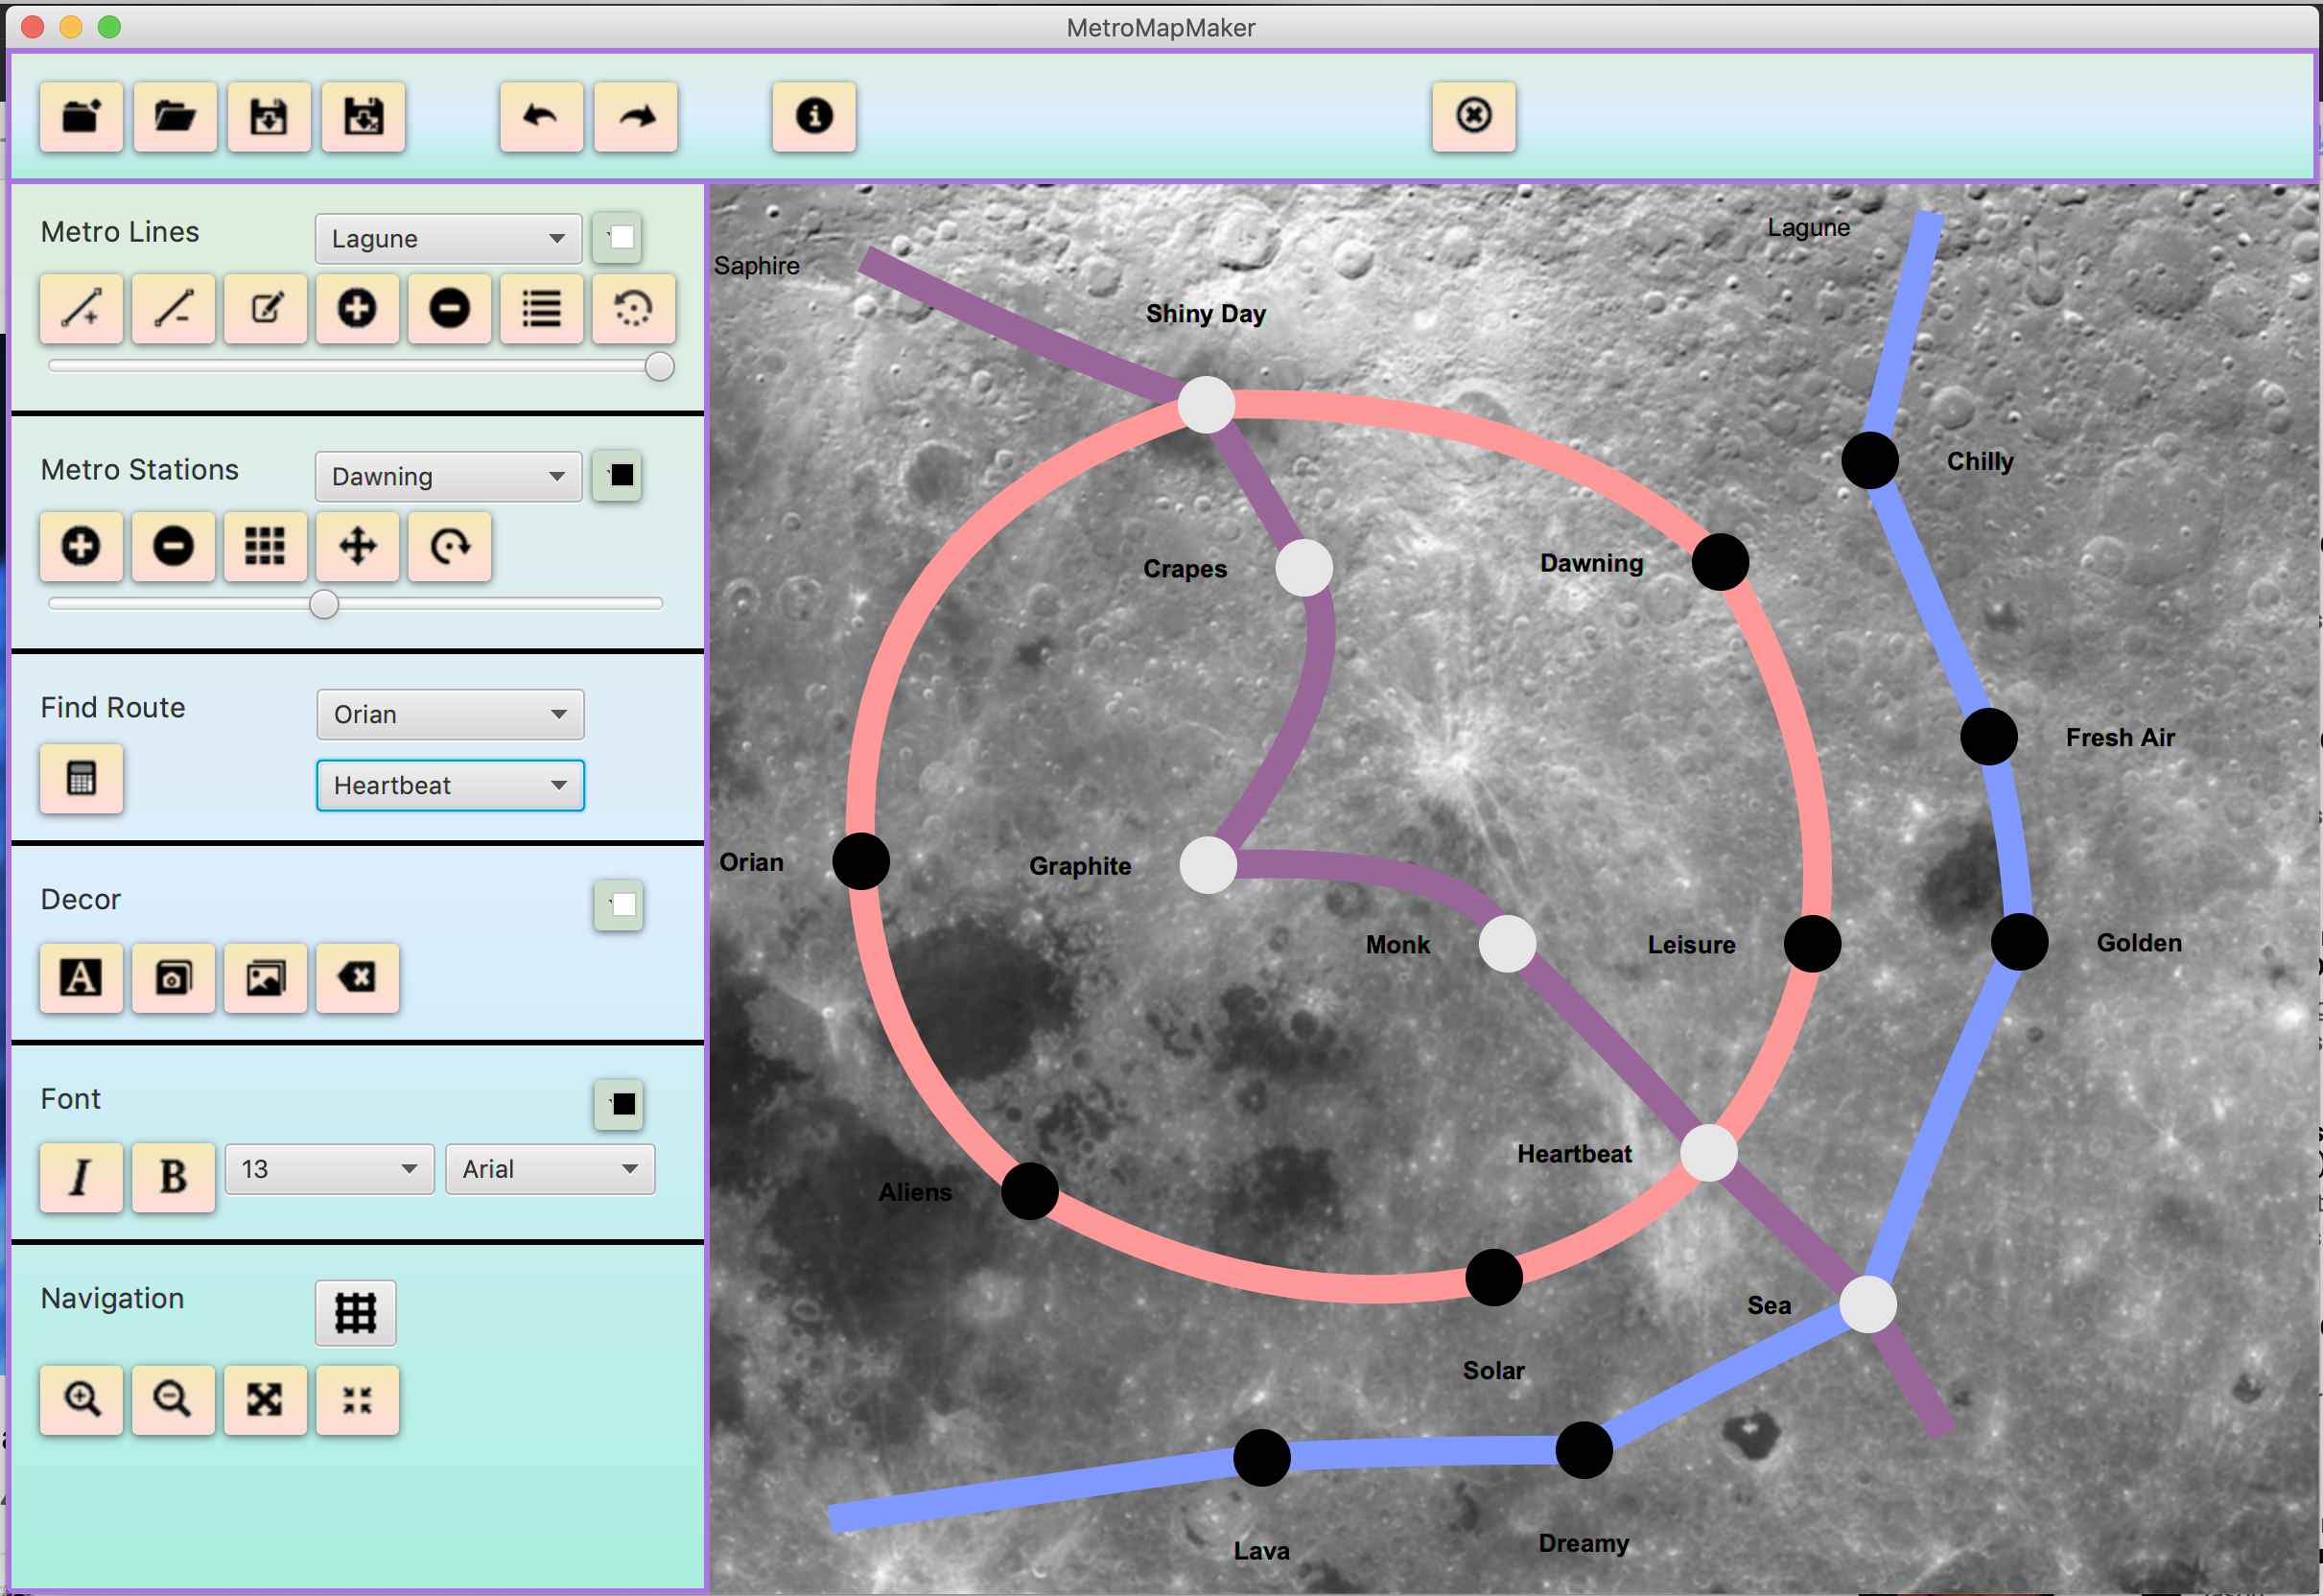 MetroMapMaker
Metro Lines
Lagune
Metro Stations
Dawning
Find Route
Orian
Heartbeat
Decor
A
Font
I
B
13
Arial
Navigation
Saphire
Lagune
Shiny Day
Chilly
Crapes
Dawning
Fresh Air
Orian
Graphite
Monk
Leisure
Golden
Heartbeat
Aliens
Sea
Solar
Lava
Dreamy